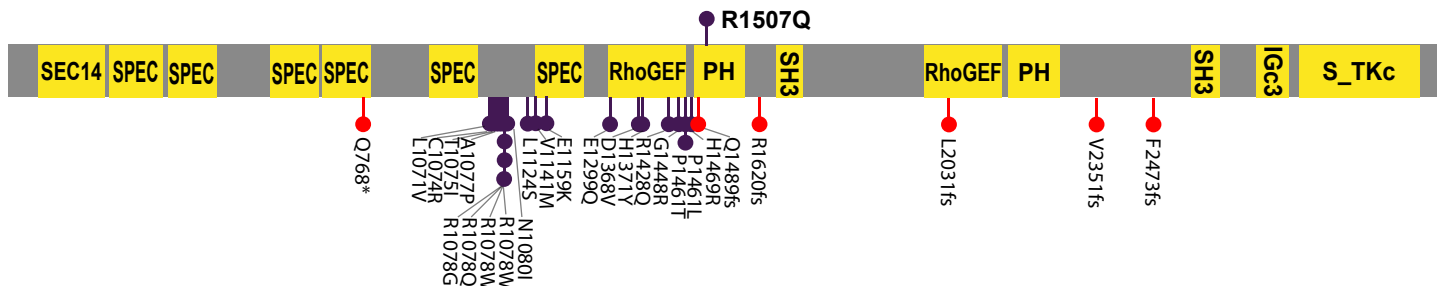 R1507Q
SEC14
SPEC
SPEC
SPEC
SPEC
SPEC
SPEC
RhoGEF
PH
SH3
RhoGEF
PH
SH3
IGc3
S_TKc
Q768*
L1071V
C1074R
T1075I
A1077P
R1078G
R1078Q
R1078W
R1078W
N1080I
L1124S
V1141M
E1159K
E1299Q
D1368V
H1371Y
R1428Q
G1448R
P1461T
P1461L
H1469R
Q1489fs
R1620fs
L2031fs
V2351fs
F2473fs